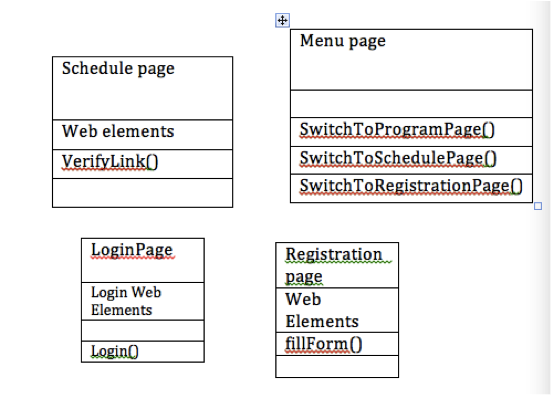 Schedule page
Web elements
VerifyLink()
Menu page
SwitchToProgramPage()
SwitchToSchedulePage()
SwitchToRegistrationPage()
LoginPage
Login Web
Elements
Login()
Registration
page
Web
Elements
fillForm()